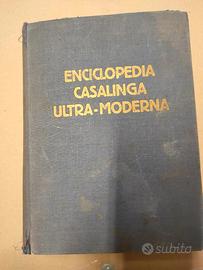 ENCICLOPEDIA
CASALINGA
ULTRA-MODERNA
subito